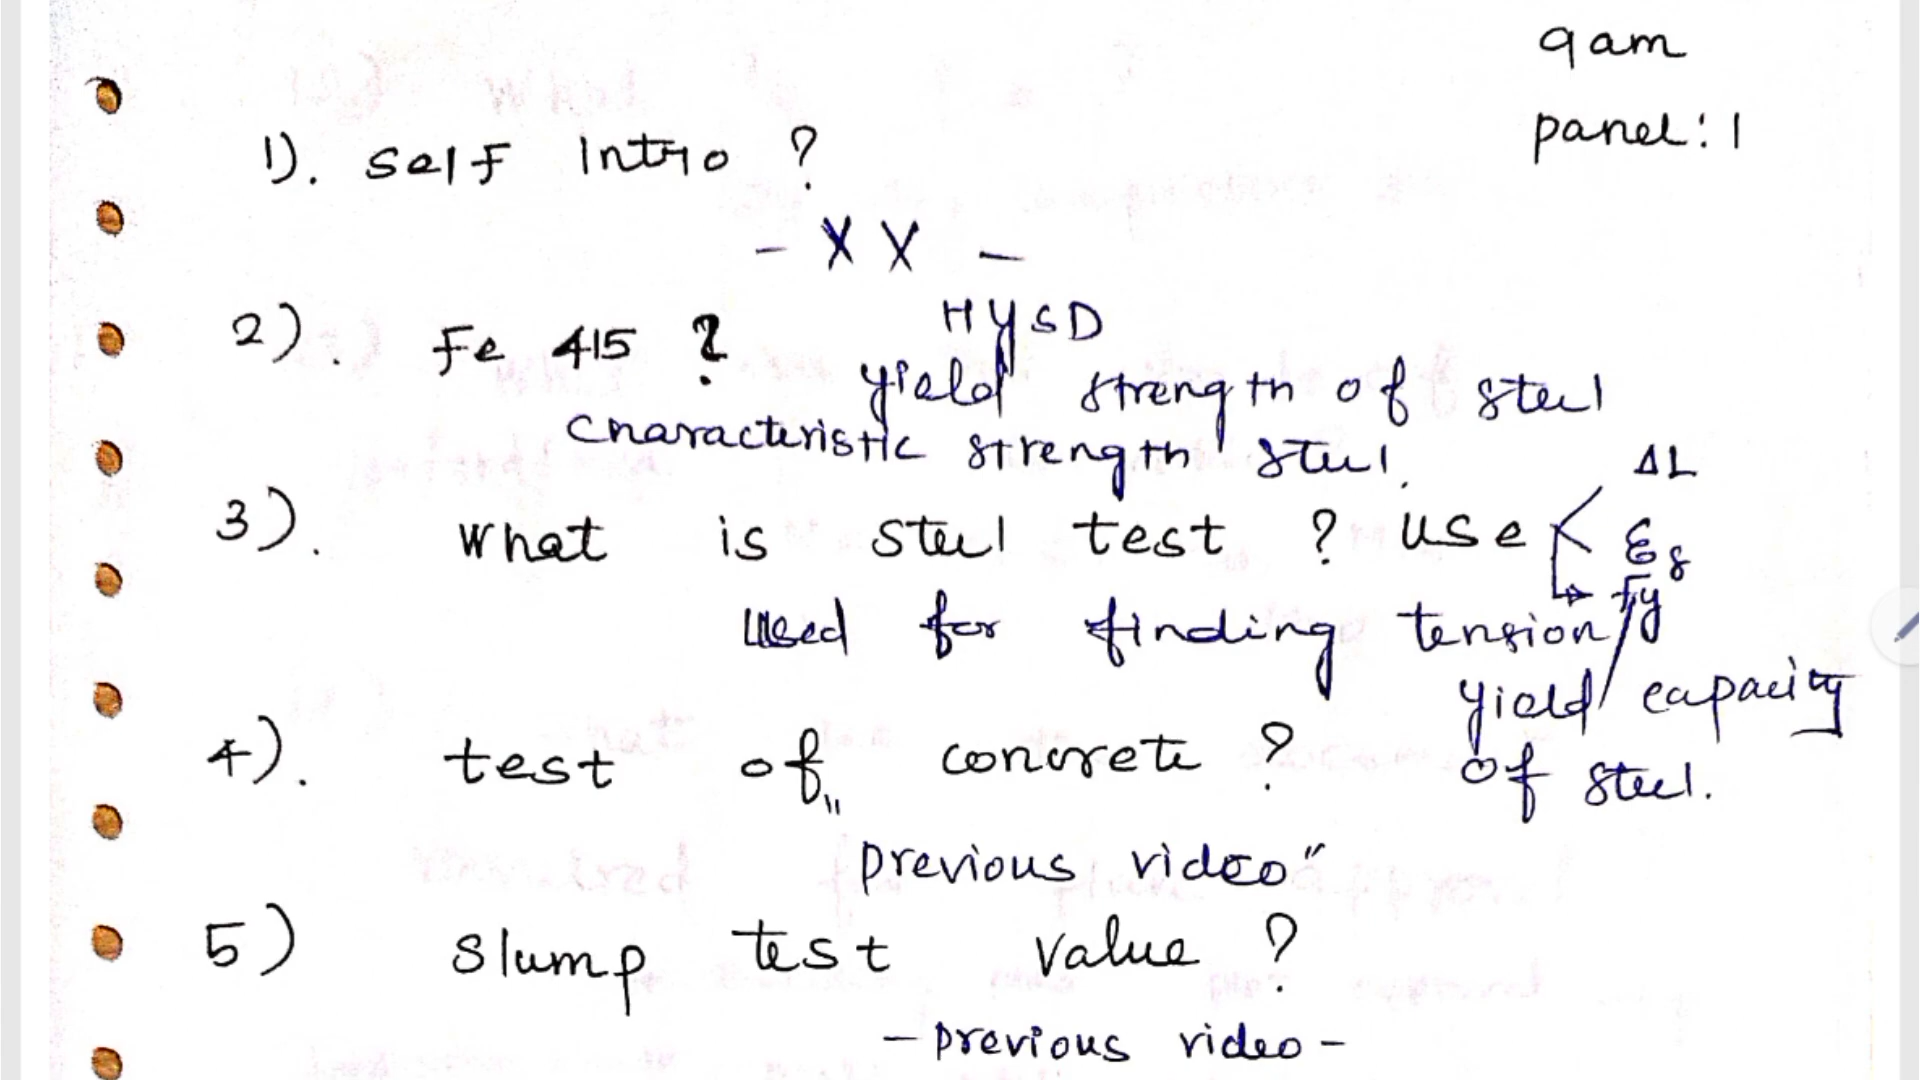 9am
panel: 1
1). Self Intro ?
- X X -
2). Fe 415 ? HYSD
yield strength of steel
characteristic strength steel.
3). What is steel test ? use ΔL
Es
Fy
used for finding tension/
yield/ capacity
of steel.
4). test of concrete ?
"previous video"
5) Slump test value ?
- previous video -